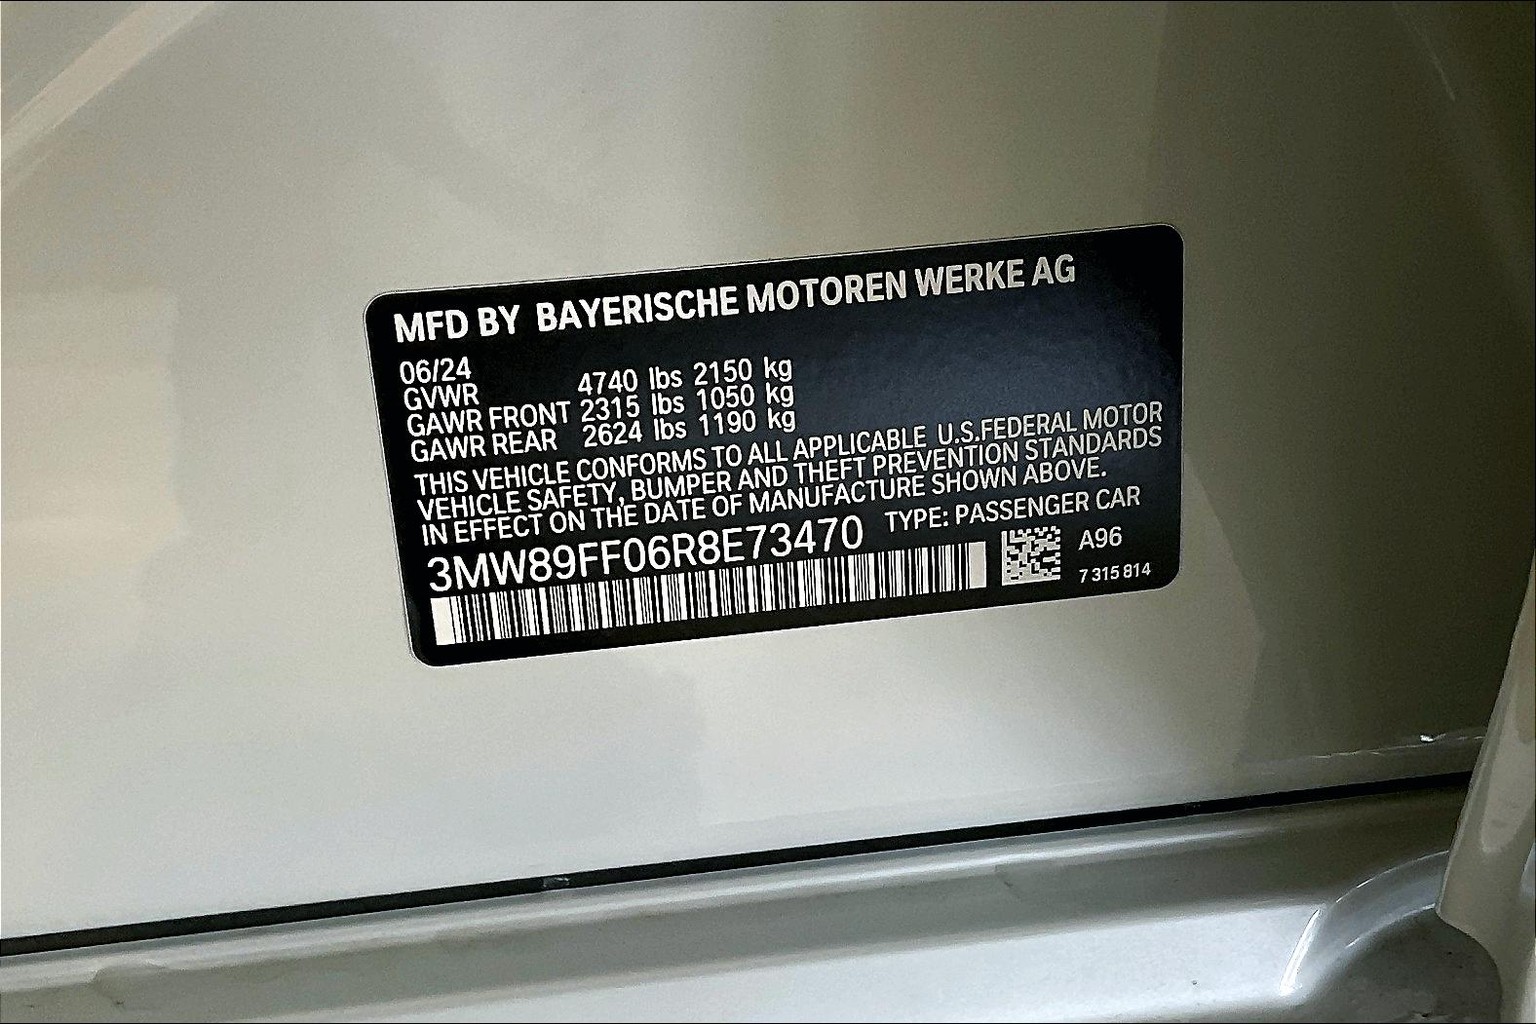 MFD BY BAYERISCHE MOTOREN WERKE AG
06/24
GVWR 4740 lbs 2150 kg
GAWR FRONT 2315 lbs 1050 kg
GAWR REAR 2624 lbs 1190 kg
THIS VEHICLE CONFORMS TO ALL APPLICABLE U.S.FEDERAL MOTOR
VEHICLE SAFETY, BUMPER AND THEFT PREVENTION STANDARDS
IN EFFECT ON THE DATE OF MANUFACTURE SHOWN ABOVE.
3MW89FF06R8E73470 TYPE: PASSENGER CAR
A96
7 315 814